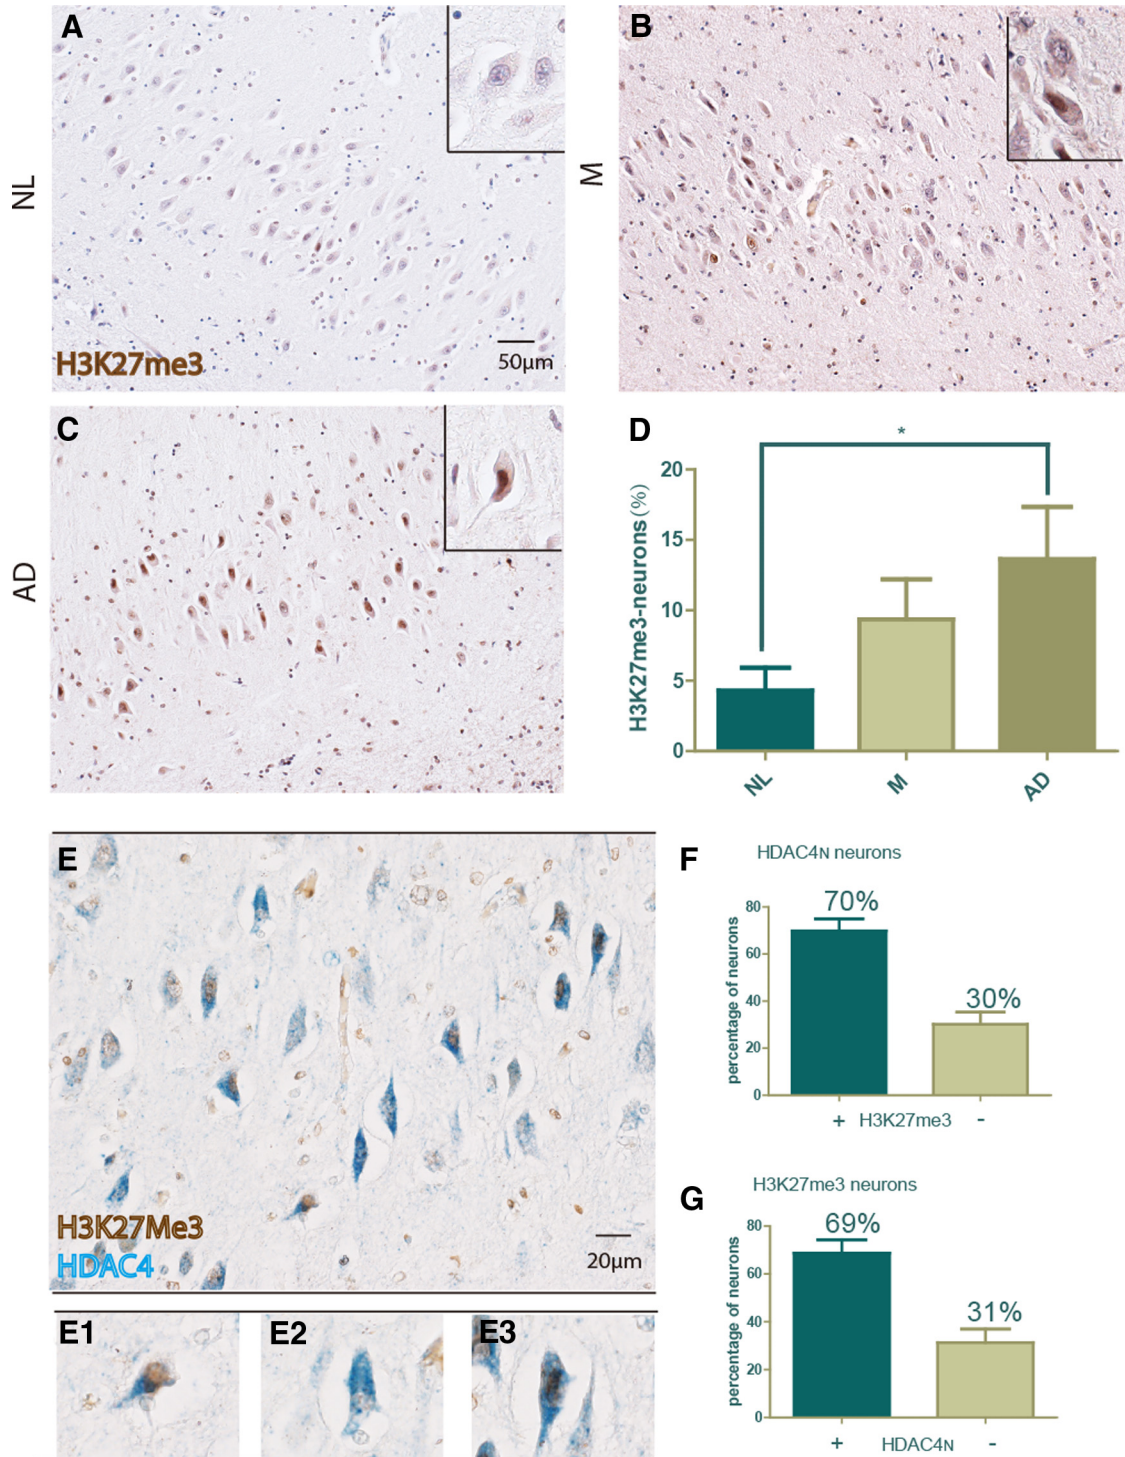 A
NL
H3K27me3
50µm
B
M
C
AD
D
*
H3K27me3-neurons(%)
20
15
10
5
0
NL
M
AD
E
H3K27Me3
HDAC4
20µm
E1
E2
E3
F
HDAC4N neurons
percentage of neurons
80
60
40
20
0
70%
30%
+ H3K27me3 -
G
H3K27me3 neurons
percentage of neurons
80
60
40
20
0
69%
31%
+ HDAC4N -